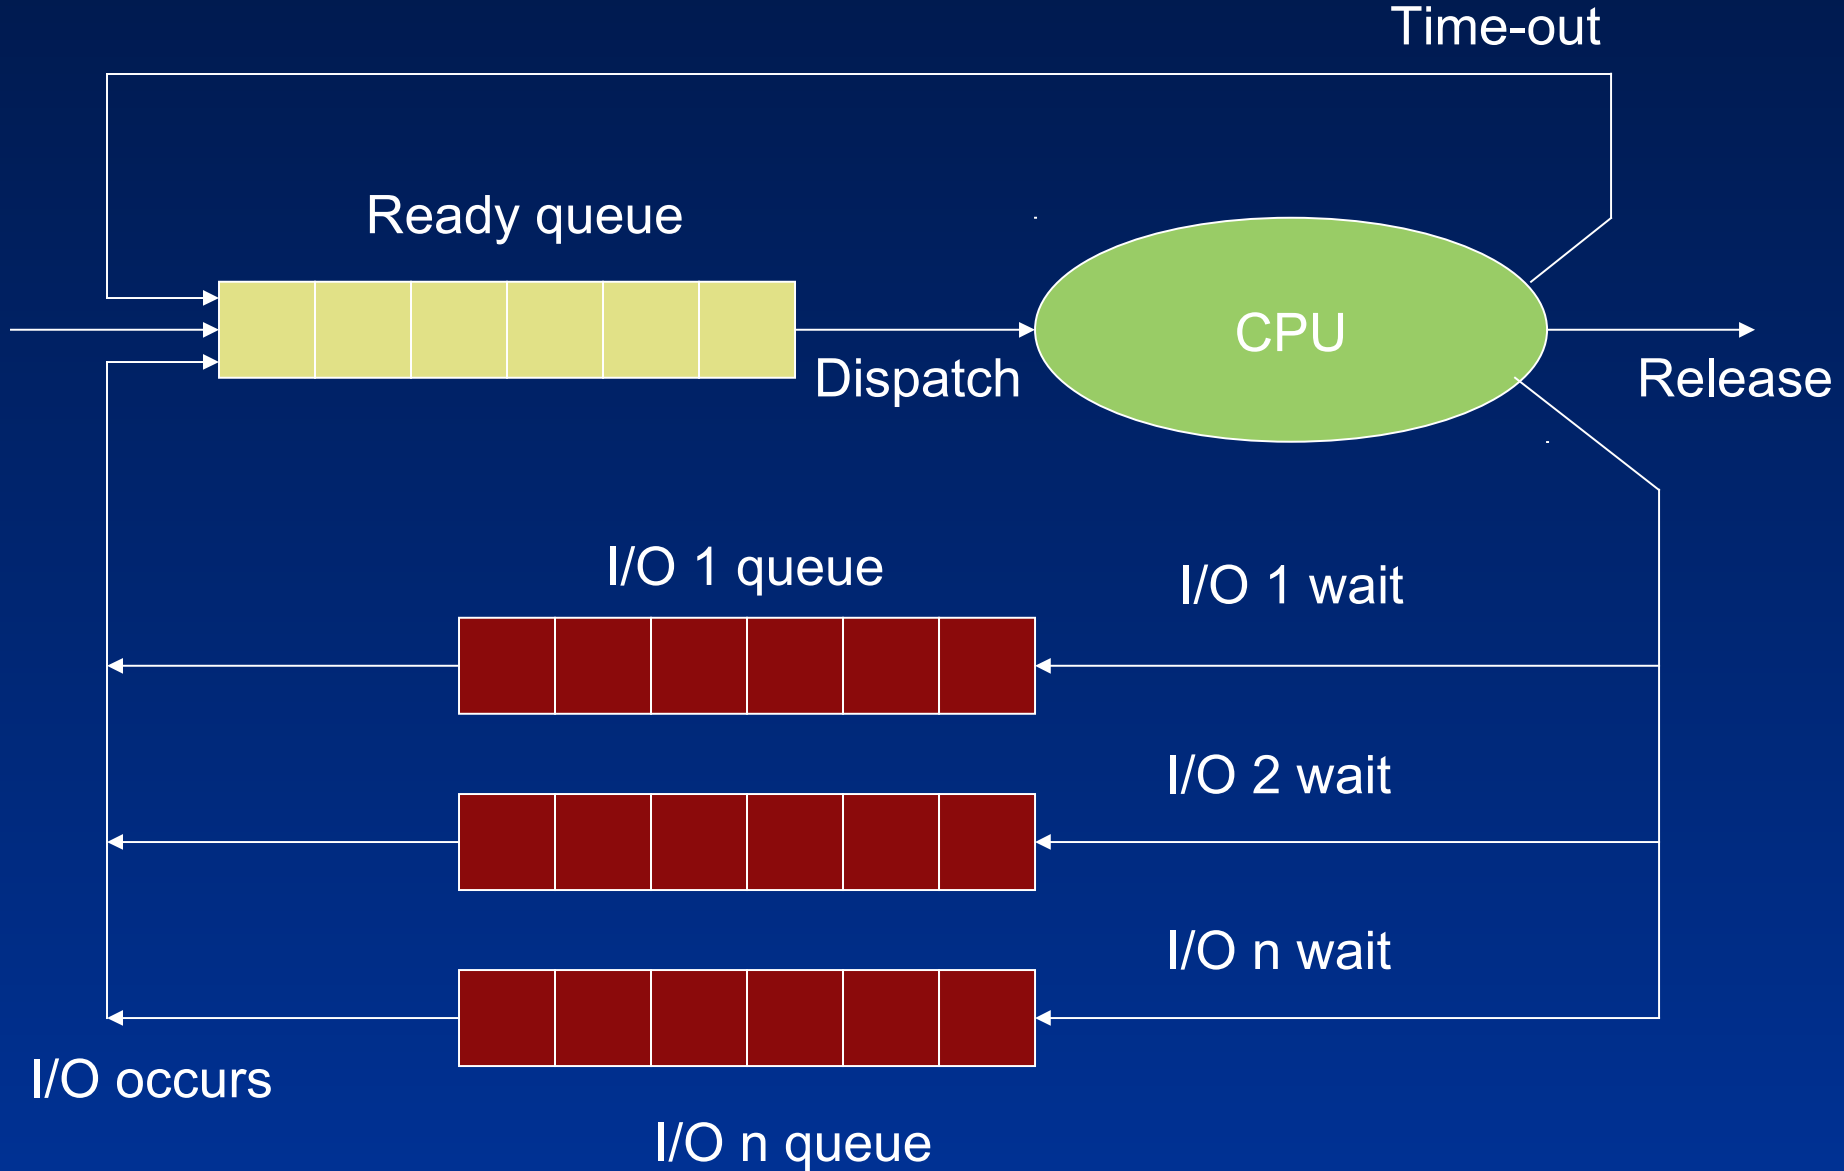 Time-out
Ready queue
CPU
Dispatch
Release
I/O 1 queue
I/O 1 wait
I/O 2 wait
I/O n wait
I/O occurs
I/O n queue